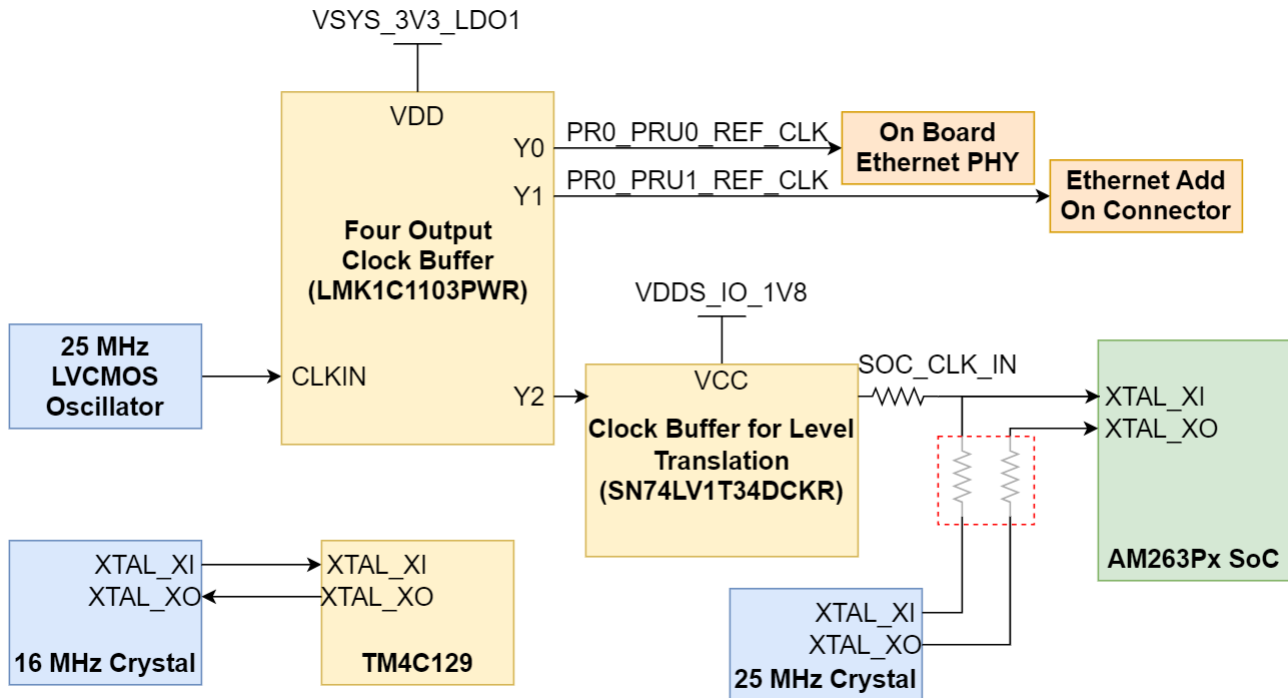 VSYS_3V3_LDO1
VDD
Y0
PR0_PRU0_REF_CLK
On Board
Ethernet PHY
Y1
PR0_PRU1_REF_CLK
Ethernet Add
On Connector
Four Output
Clock Buffer
(LMK1C1103PWR)
25 MHz
LVCMOS
Oscillator
CLKIN
Y2
VDDS_IO_1V8
VCC
Clock Buffer for Level
Translation
(SN74LV1T34DCKR)
SOC_CLK_IN
XTAL_XI
XTAL_XO
AM263Px SoC
XTAL_XI
XTAL_XO
16 MHz Crystal
XTAL_XI
XTAL_XO
TM4C129
XTAL_XI
XTAL_XO
25 MHz Crystal